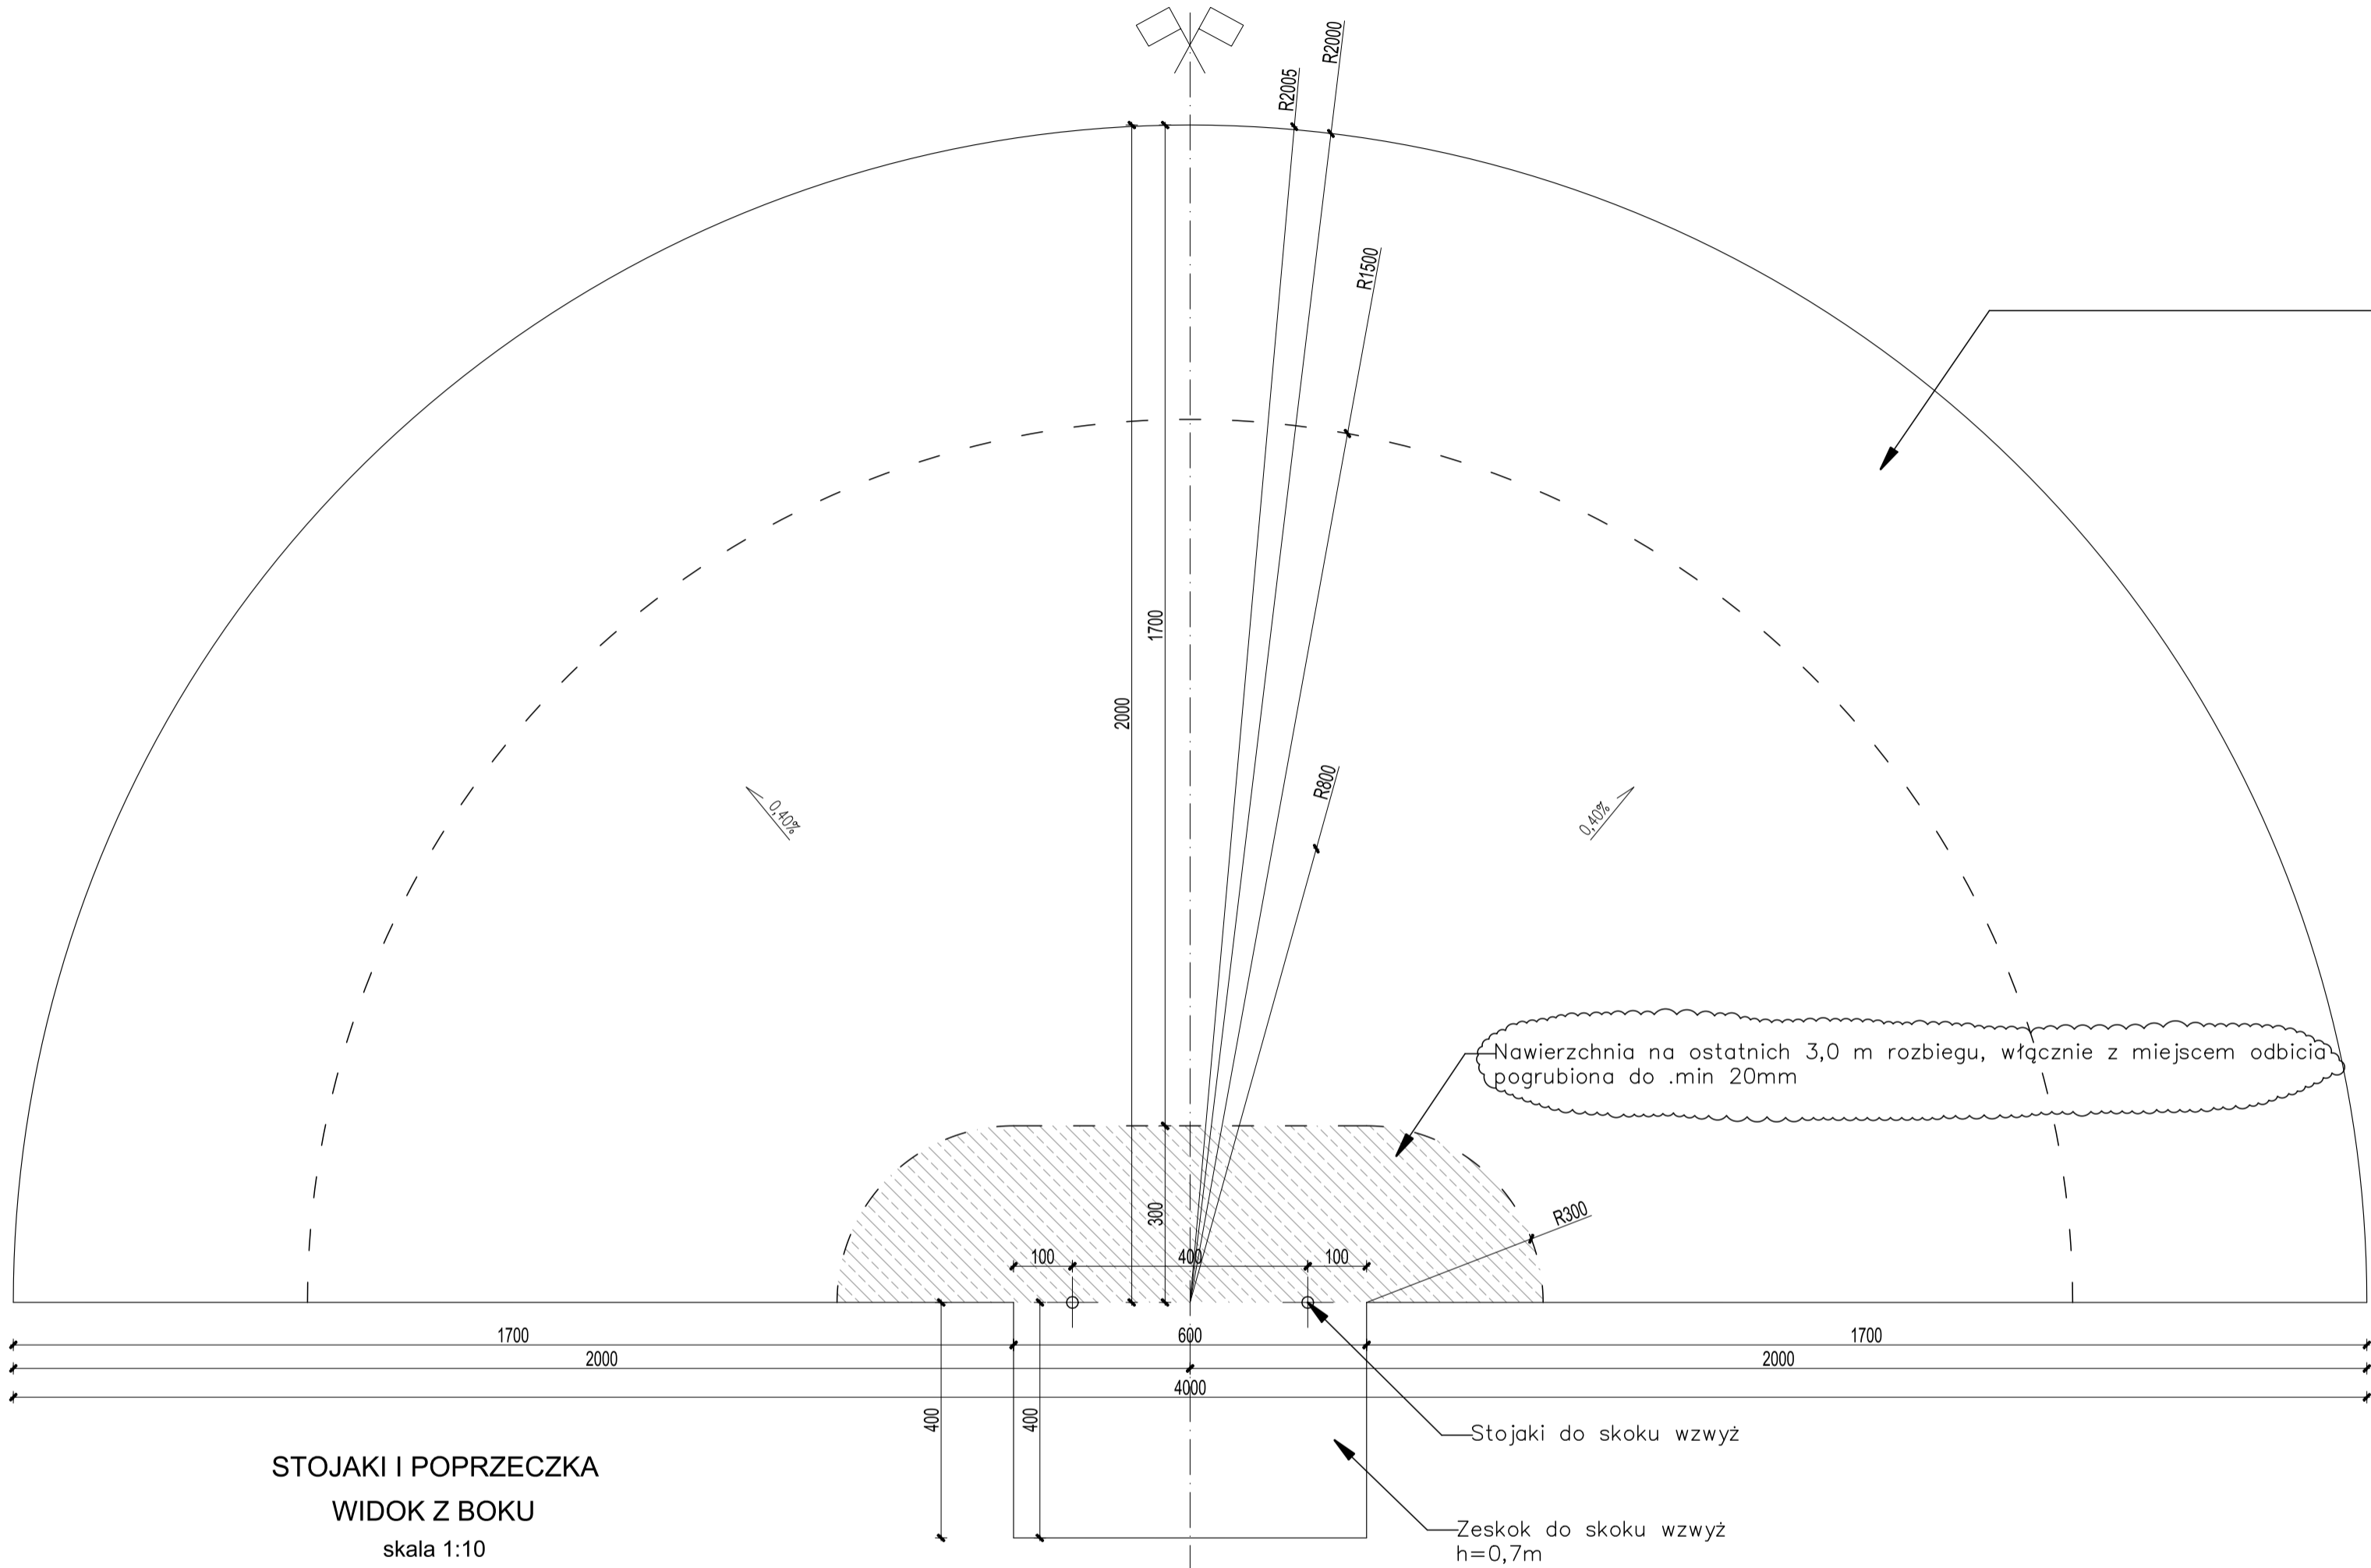 R2005
R2000
R1500
1700
2000
R800
0,40%
0,40%
Nawierzchnia na ostatnich 3,0 m rozbiegu, włącznie z miejscem odbicia
pogrubiona do .min 20mm
300
R300
100
400
100
1700
600
1700
2000
2000
4000
400
400
Stojaki do skoku wzwyż
STOJAKI I POPRZECZKA
WIDOK Z BOKU
skala 1:10
Zeskok do skoku wzwyż
h=0,7m